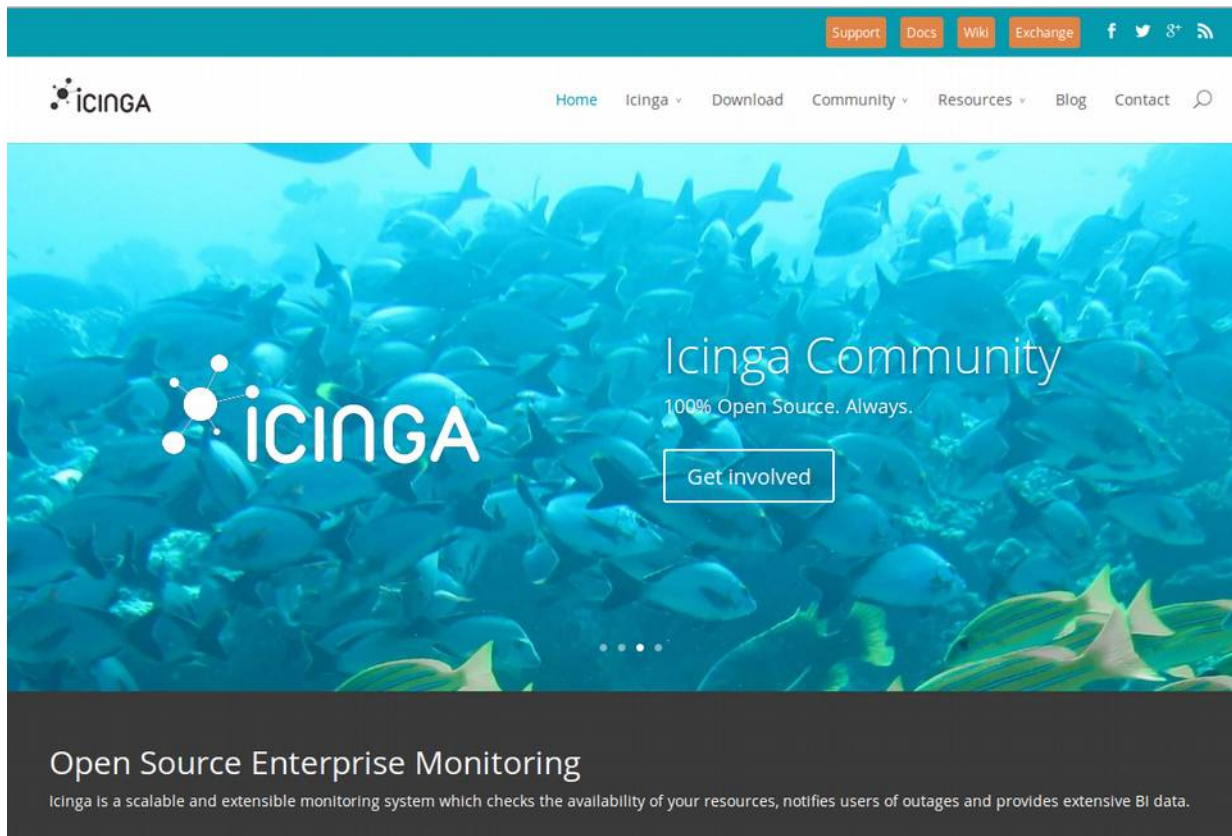 Support Docs Wiki Exchange f 8+
ICINGA
Home Icinga Download Community Resources Blog Contact
Icinga Community
100% Open Source. Always.
ICINGA
Get involved
Open Source Enterprise Monitoring
Icinga is a scalable and extensible monitoring system which checks the availability of your resources, notifies users of outages and provides extensive BI data.